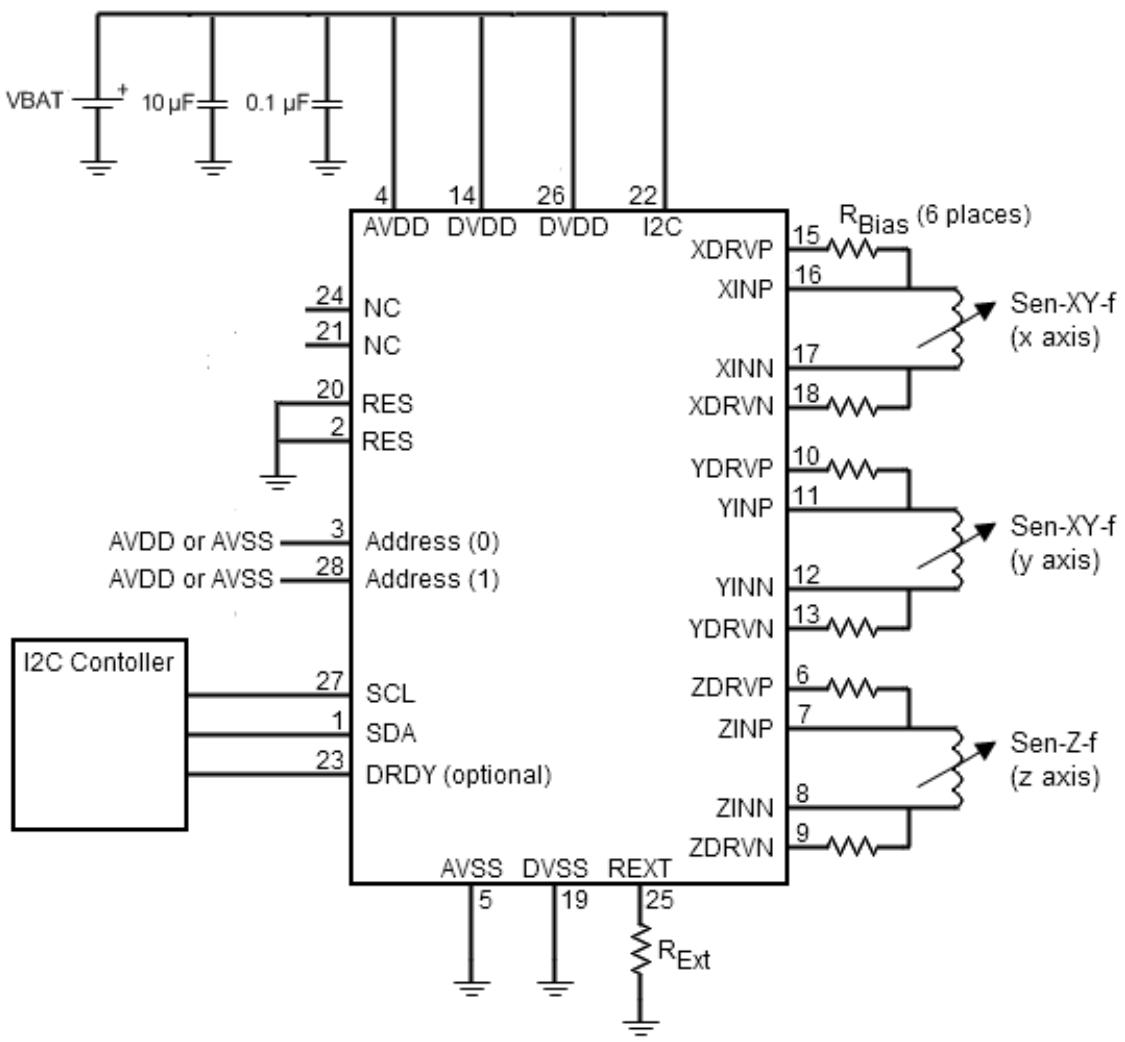 VBAT
+
10 µF
0.1 µF
4
14
26
22
AVDD
DVDD
DVDD
I2C
R Bias (6 places)
15
XDRVP
16
XINP
Sen-XY-f
(x axis)
17
XINN
18
XDRVN
24
NC
21
NC
20
RES
2
RES
10
YDRVP
11
YINP
Sen-XY-f
(y axis)
12
YINN
13
YDRVN
AVDD or AVSS
3
Address (0)
AVDD or AVSS
28
Address (1)
I2C Contoller
27
SCL
1
SDA
23
DRDY (optional)
6
ZDRVP
7
ZINP
Sen-Z-f
(z axis)
8
ZINN
9
ZDRVN
AVSS
DVSS
REXT
5
19
25
RExt